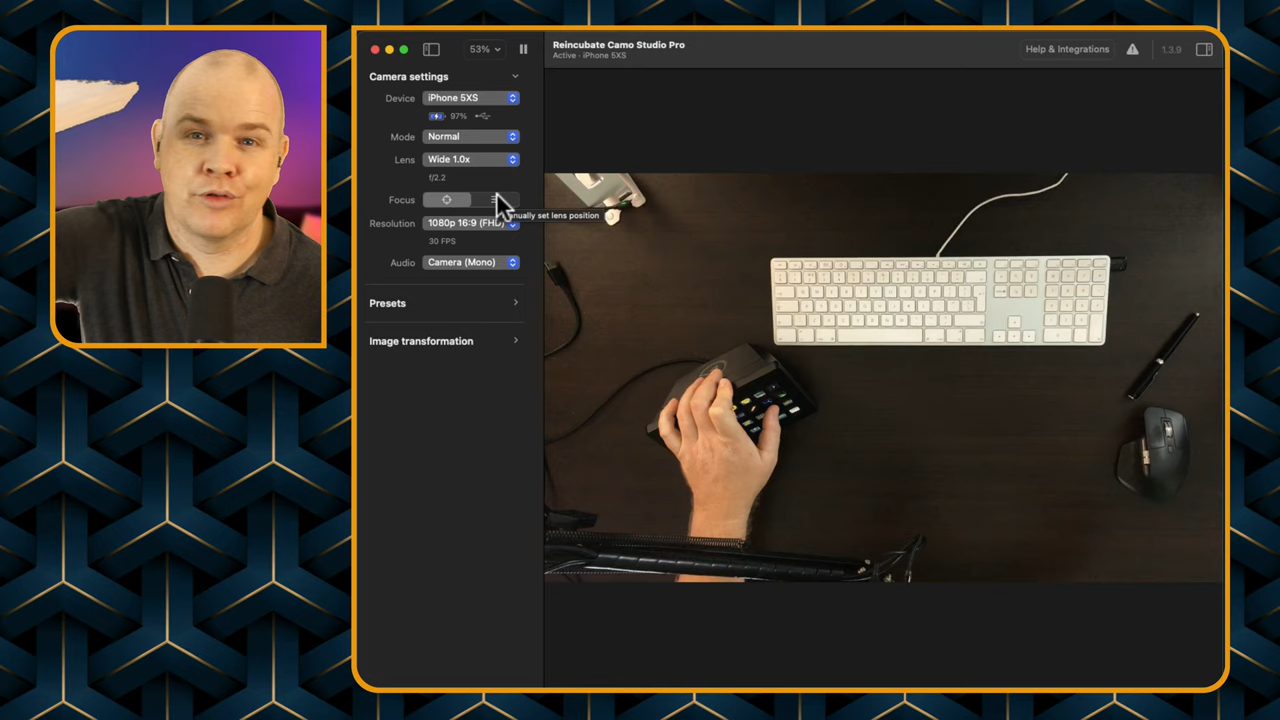 53%
Reincubate Camo Studio Pro
Active · iPhone 5XS
Help & Integrations
1.3.9
Camera settings
Device
iPhone 5XS
97%
Mode
Normal
Lens
Wide 1.0x
f/2.2
Focus
set lens position
Resolution
1080p 16:9 (FHD)
30 FPS
Audio
Camera (Mono)
Presets
Image transformation